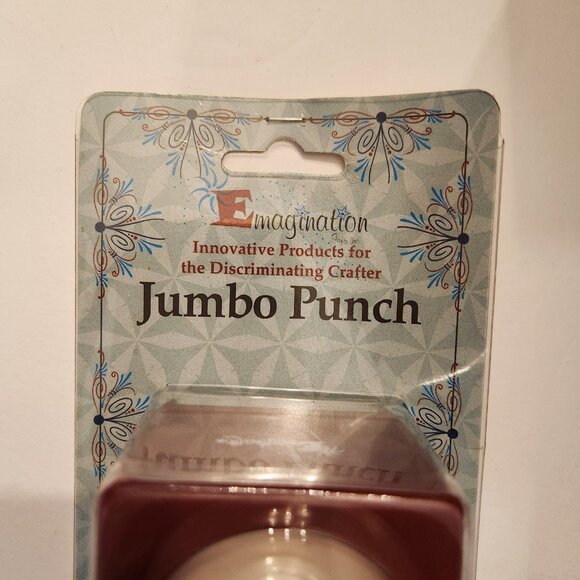 Emagination
Innovative Products for
the Discriminating Crafter
Jumbo Punch